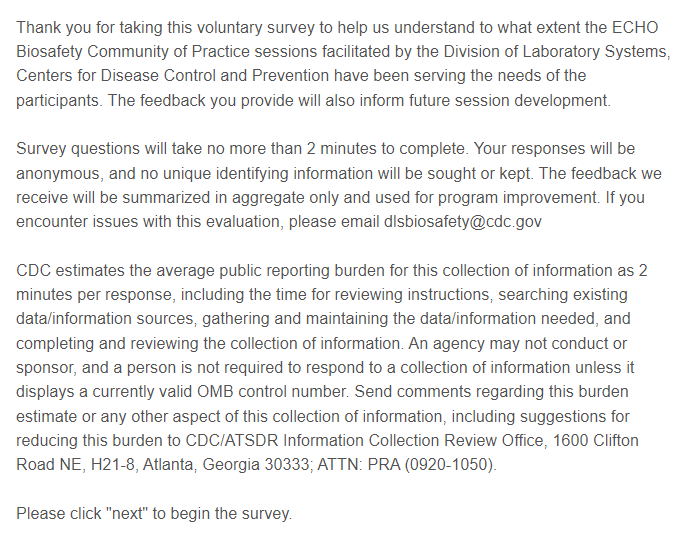 Thank you for taking this voluntary survey to help us understand to what extent the ECHO
Biosafety Community of Practice sessions facilitated by the Division of Laboratory Systems,
Centers for Disease Control and Prevention have been serving the needs of the
participants. The feedback you provide will also inform future session development.
Survey questions will take no more than 2 minutes to complete. Your responses will be
anonymous, and no unique identifying information will be sought or kept. The feedback we
receive will be summarized in aggregate only and used for program improvement. If you
encounter issues with this evaluation, please email dlsbiosafety@cdc.gov
CDC estimates the average public reporting burden for this collection of information as 2
minutes per response, including the time for reviewing instructions, searching existing
data/information sources, gathering and maintaining the data/information needed, and
completing and reviewing the collection of information. An agency may not conduct or
sponsor, and a person is not required to respond to a collection of information unless it
displays a currently valid OMB control number. Send comments regarding this burden
estimate or any other aspect of this collection of information, including suggestions for
reducing this burden to CDC/ATSDR Information Collection Review Office, 1600 Clifton
Road NE, H21-8, Atlanta, Georgia 30333; ATTN: PRA (0920-1050).
Please click "next" to begin the survey.